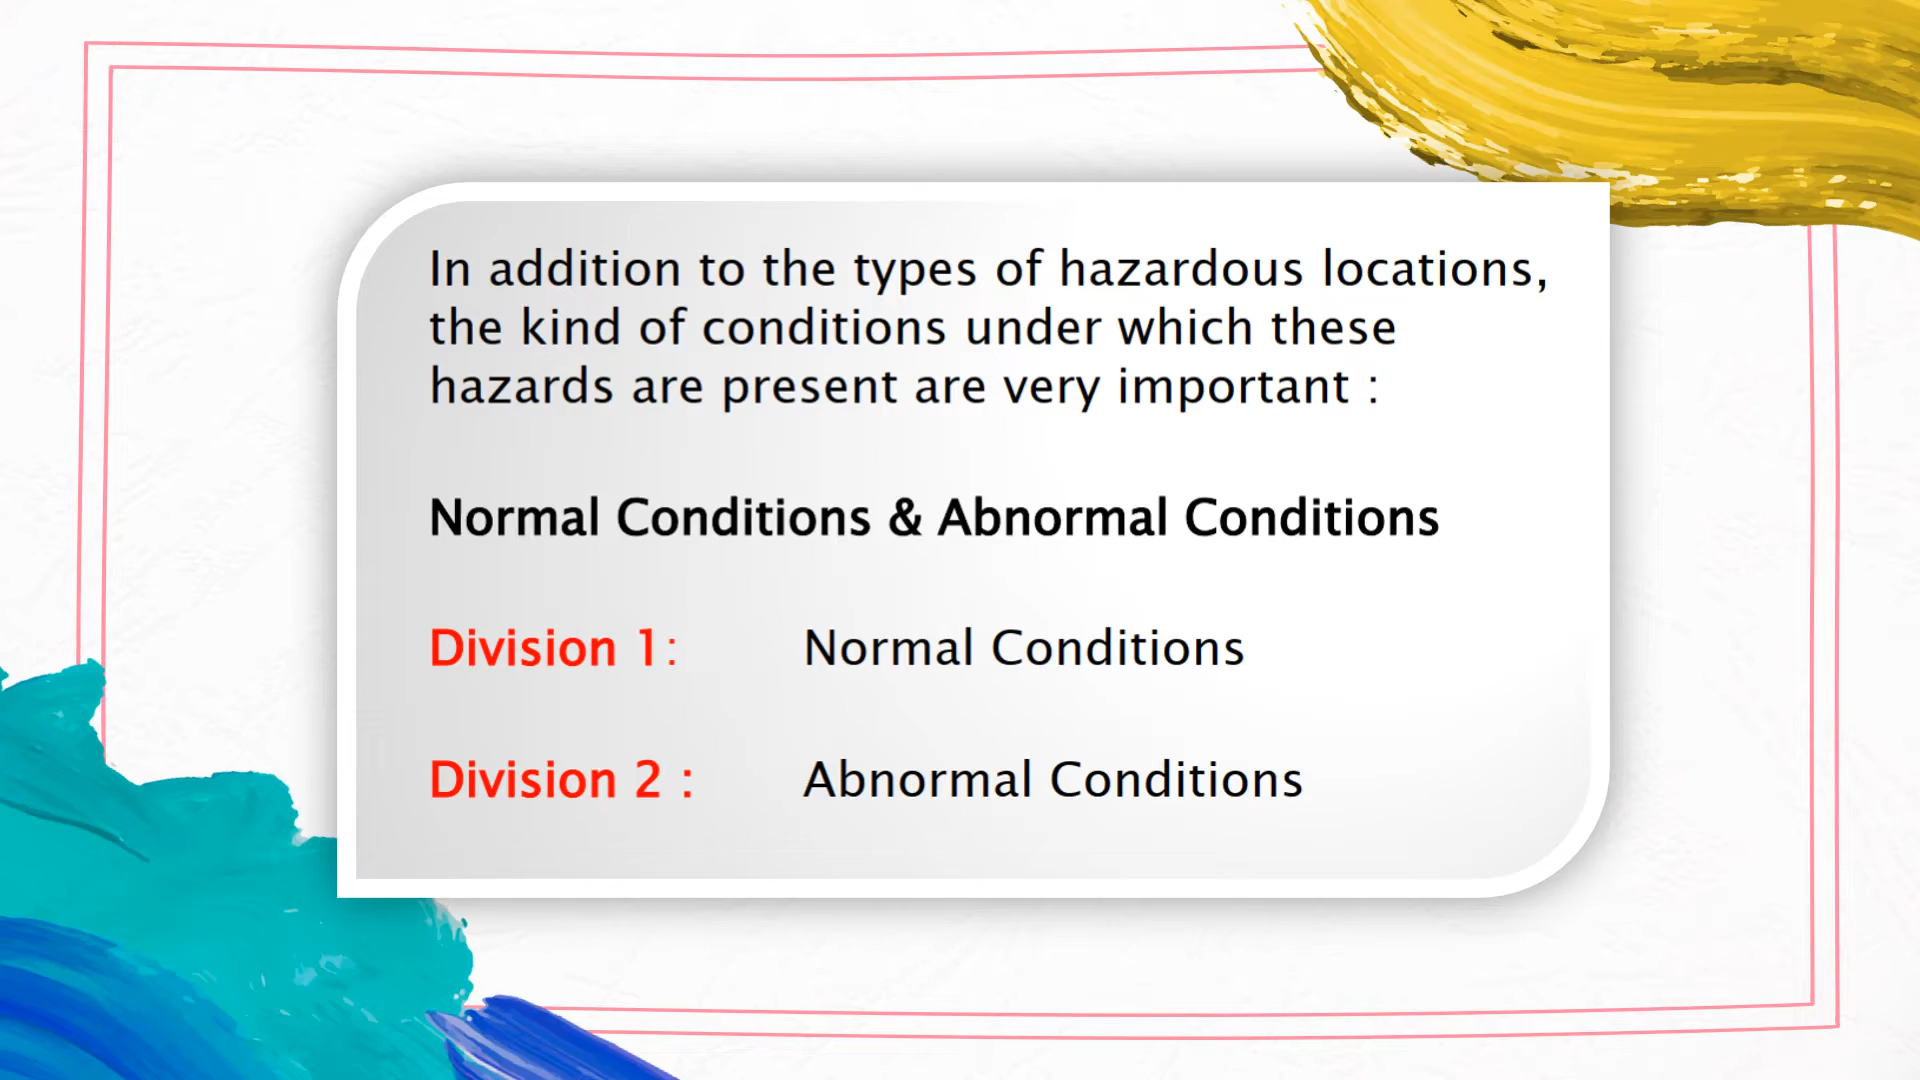 In addition to the types of hazardous locations,
the kind of conditions under which these
hazards are present are very important :
Normal Conditions & Abnormal Conditions
Division 1: Normal Conditions
Division 2 : Abnormal Conditions